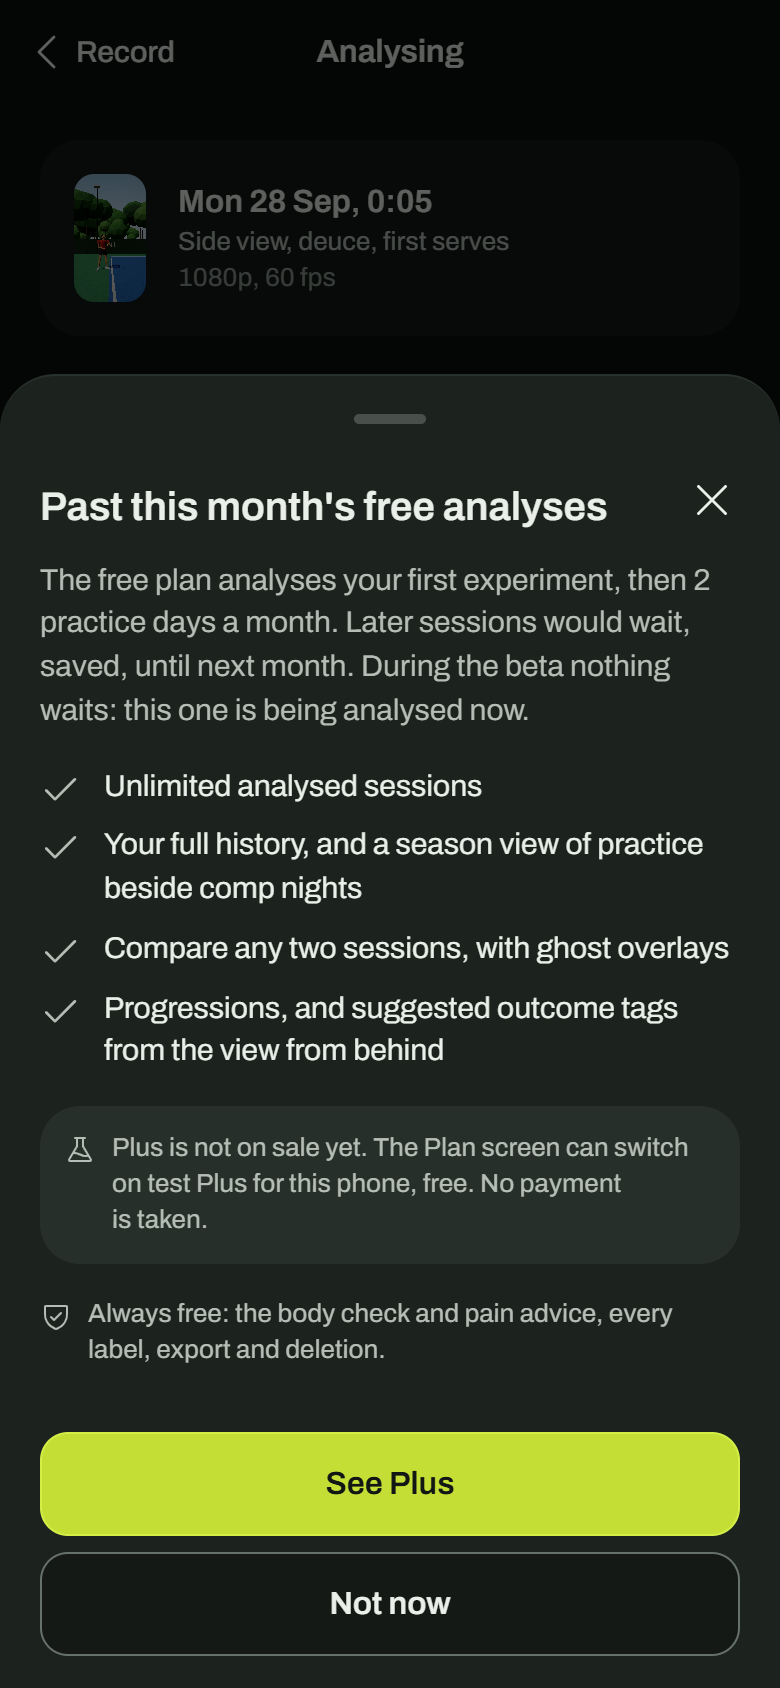 Record
Analysing
Mon 28 Sep, 0:05
Side view, deuce, first serves
1080p, 60 fps
Past this month's free analyses
The free plan analyses your first experiment, then 2
practice days a month. Later sessions would wait,
saved, until next month. During the beta nothing
waits: this one is being analysed now.
Unlimited analysed sessions
Your full history, and a season view of practice
beside comp nights
Compare any two sessions, with ghost overlays
Progressions, and suggested outcome tags
from the view from behind
Plus is not on sale yet. The Plan screen can switch
on test Plus for this phone, free. No payment
is taken.
Always free: the body check and pain advice, every
label, export and deletion.
See Plus
Not now